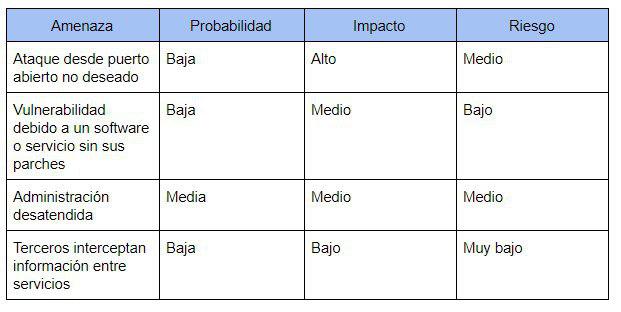 Amenaza Probabilidad Impacto Riesgo
Ataque desde puerto Baja Alto Medio
abierto no deseado
Vulnerabilidad Baja Medio Bajo
debido a un software
o servicio sin sus
parches
Administración Media Medio Medio
desatendida
Terceros interceptan Baja Bajo Muy bajo
información entre
servicios